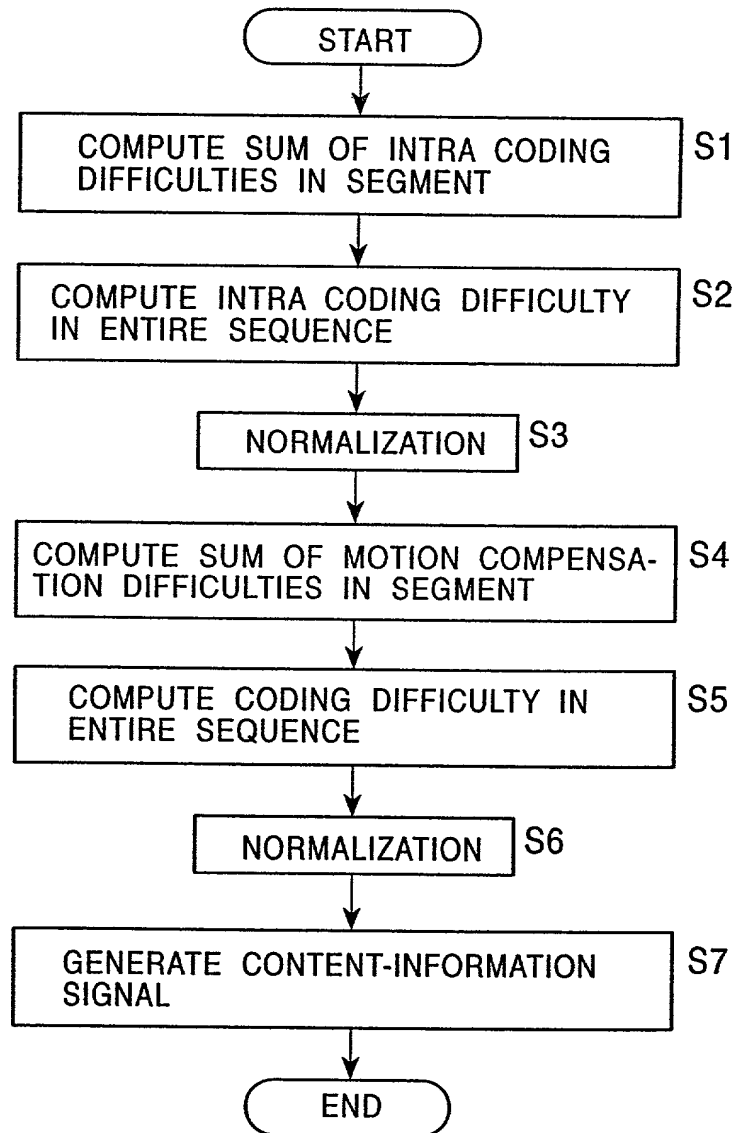 START
COMPUTE SUM OF INTRA CODING
DIFFICULTIES IN SEGMENT
S1
COMPUTE INTRA CODING DIFFICULTY
IN ENTIRE SEQUENCE
S2
NORMALIZATION
S3
COMPUTE SUM OF MOTION COMPENSA-
TION DIFFICULTIES IN SEGMENT
S4
COMPUTE CODING DIFFICULTY IN
ENTIRE SEQUENCE
S5
NORMALIZATION
S6
GENERATE CONTENT-INFORMATION
SIGNAL
S7
END